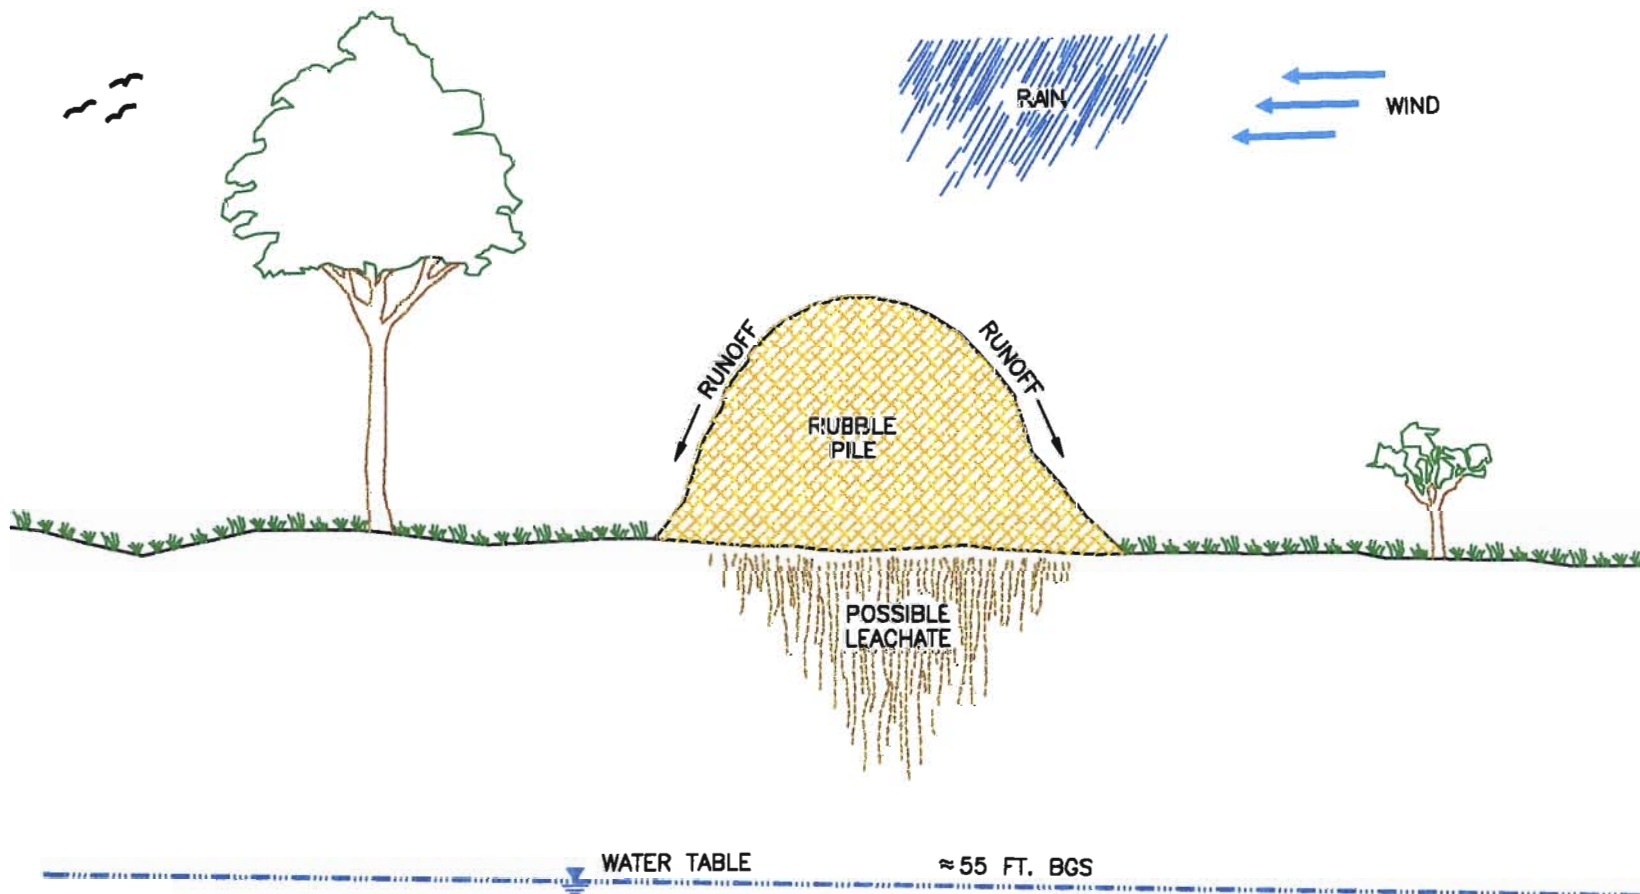 RAIN
WIND
RUNOFF
RUNOFF
RUBBLE
PILE
POSSIBLE
LEACHATE
WATER TABLE
≈55 FT. BGS